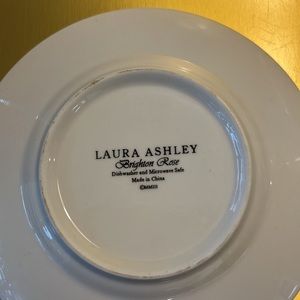 LAURA ASHLEY
Brighton Rose
Dishwasher and Microwave Safe
Made in China